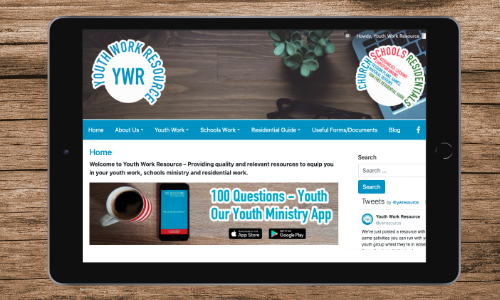 Howdy, Youth Work Resource
YOUTH WORK RESOURCE
YWR
CHURCH SCHOOLS RESIDENTIALS
Home
About Us
Youth Work
Schools Work
Residential Guide
Useful Forms/Documents
Blog
Home
Welcome to Youth Work Resource – Providing quality and relevant resources to equip you
in your youth work, schools ministry and residential work.
100 Questions – Youth
Our Youth Ministry App
App Store
Google Play
Search
Search ...
Search
Tweets by @ywresource
Youth Work Resource
@ywresource
We've just posted a resource with
some activities you can run with y
youth group whilst they're in isola